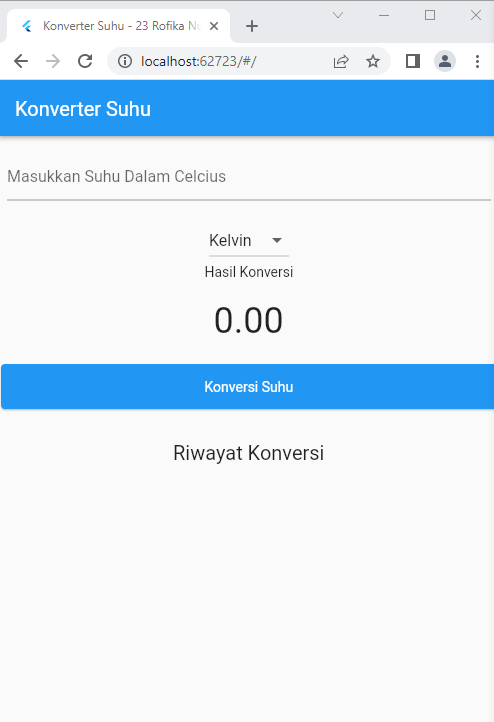 Konverter Suhu - 23 Rofika
localhost:62723/#/
Konverter Suhu
Masukkan Suhu Dalam Celcius
Kelvin
Hasil Konversi
0.00
Konversi Suhu
Riwayat Konversi